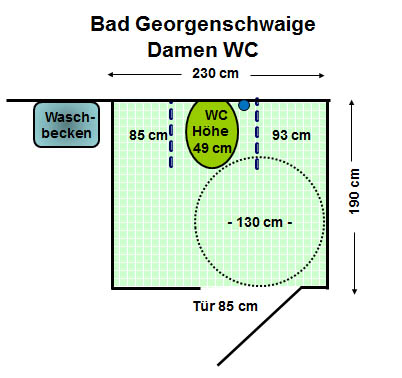 Bad Georgenschwaige
Damen WC
230 cm
Wasch-
becken
85 cm
WC
Höhe
49 cm
93 cm
190 cm
- 130 cm -
Tür 85 cm